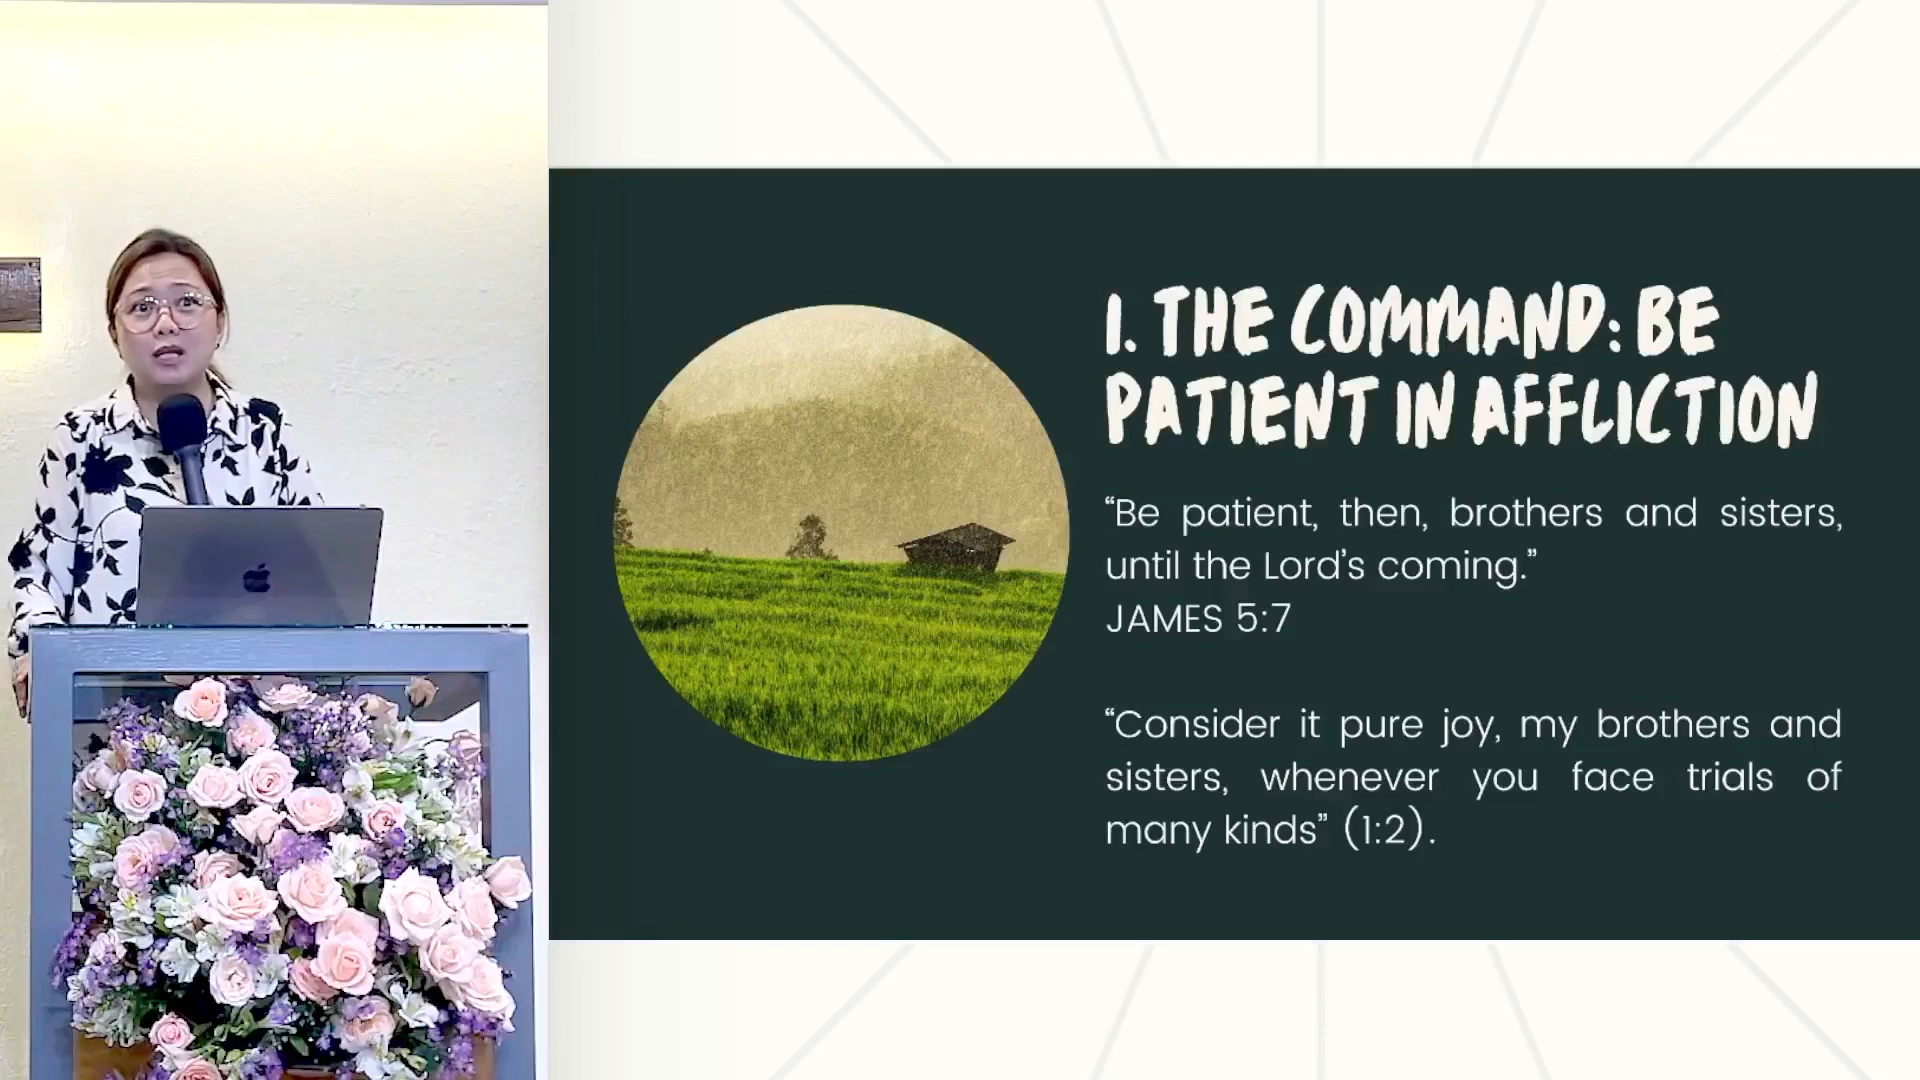 1. THE COMMAND: BE
PATIENT IN AFFLICTION
“Be patient, then, brothers and sisters,
until the Lord’s coming.”
JAMES 5:7
“Consider it pure joy, my brothers and
sisters, whenever you face trials of
many kinds” (1:2).